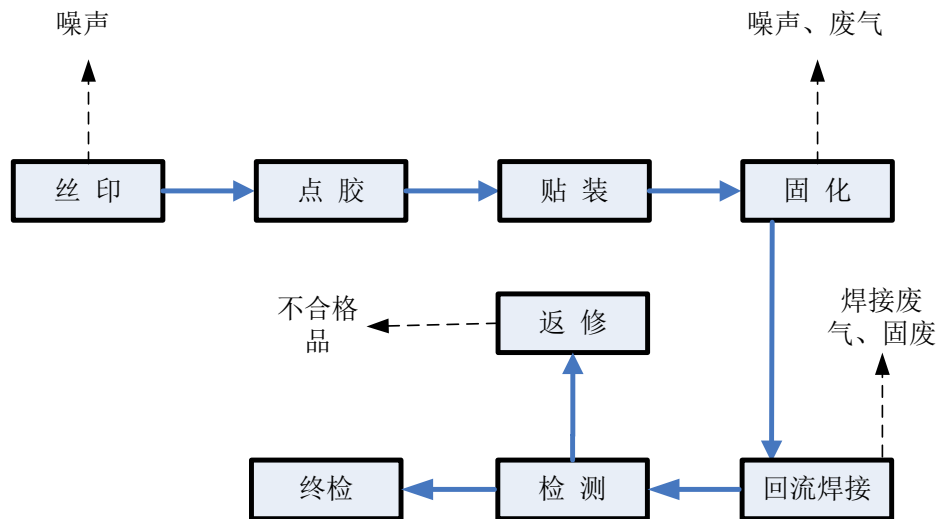 噪声
噪声、废气
丝 印
点 胶
贴 装
固 化
不合格
品
返 修
焊接废
气、固废
终检
检 测
回流焊接